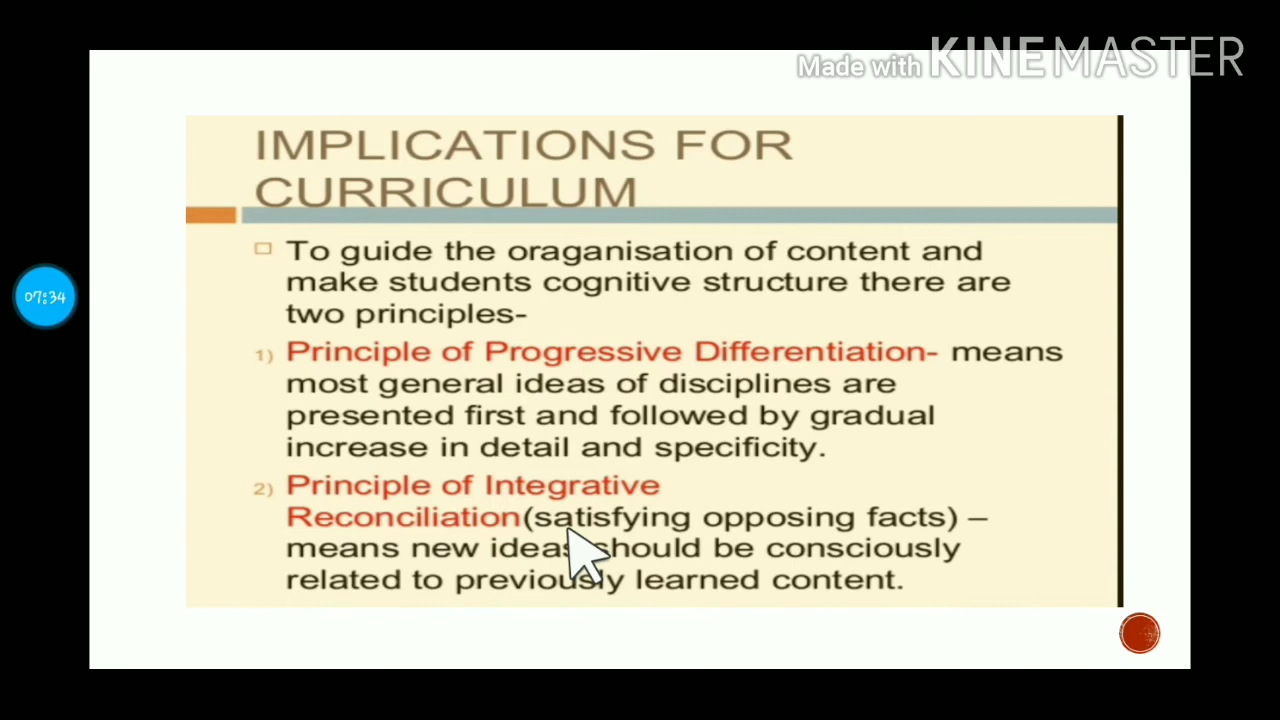 Made with KINEMASTER
IMPLICATIONS FOR
CURRICULUM
To guide the oraganisation of content and
make students cognitive structure there are
two principles-
07:34
1) Principle of Progressive Differentiation- means
most general ideas of disciplines are
presented first and followed by gradual
increase in detail and specificity.
2) Principle of Integrative
Reconciliation(satisfying opposing facts) –
means new ideas should be consciously
related to previously learned content.